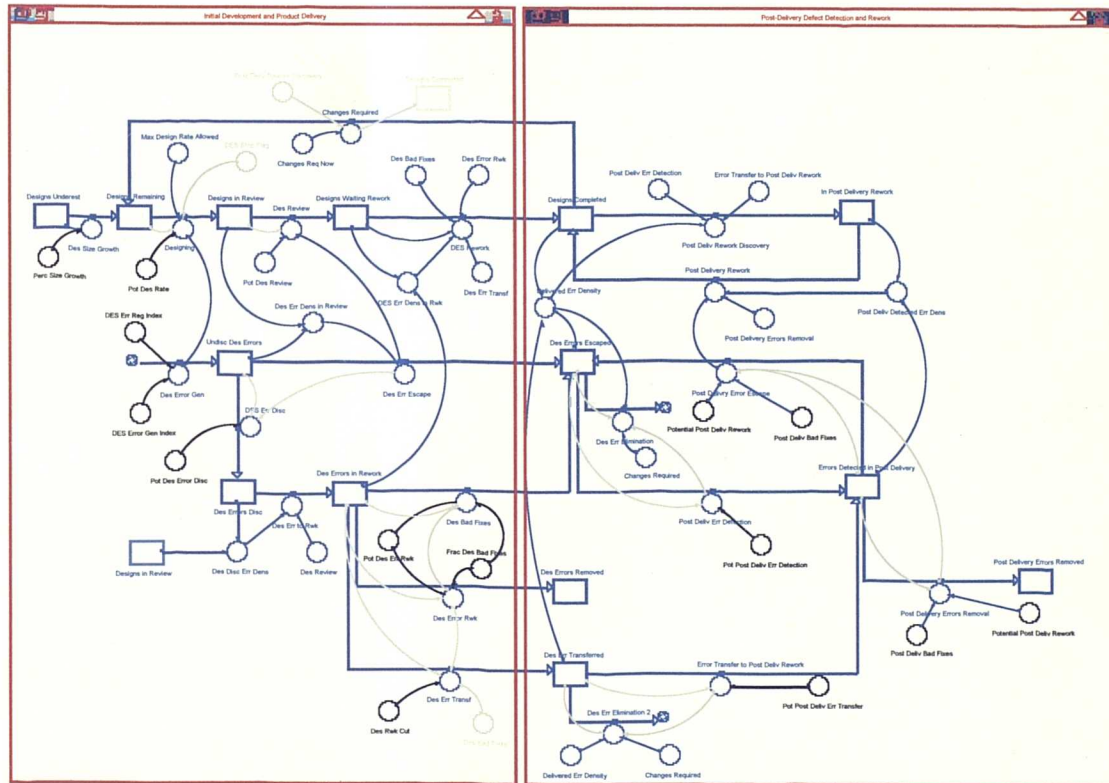 Initial Development and Product Delivery
Post-Delivery Defect Detection and Rework
Changes Required
Max Design Rate Allowed
Changes Req Now
Des Bad Fixes
Des Error Rwk
Post Deliv Err Detection
Error Transfer to Post Deliv Rework
Designs Underest
Designs Remaining
Designs in Review
Des Review
Designs Waiting Rework
Designs Completed
In Post Delivery Rework
Des Size Growth
Designing
DES Rework
Post Deliv Rework Discovery
Perc Size Growth
Pot Des Rate
Pot Des Review
DES Err Dens in Rwk
Des Err Transf
Post Delivery Rework
Delivered Err Density
Post Deliv Detected Err Dens
DES Err Reg Index
Des Err Dens in Review
Post Delivery Errors Removal
Undisc Des Errors
Des Errors Escaped
Des Error Gen
Des Err Escape
Post Delivry Error Escape
DES Error Gen Index
DES Err Disc
Potential Post Deliv Rework
Post Deliv Bad Fixes
Des Err Elimination
Pot Des Error Disc
Changes Required
Des Errors in Rework
Errors Detected in Post Delivery
Des Errors Disc
Des Err to Rwk
Des Bad Fixes
Post Deliv Err Detection
Pot Des Err Rwk
Frac Des Bad Fixes
Pot Post Deliv Err Detection
Designs in Review
Des Disc Err Dens
Des Review
Des Errors Removed
Post Delivery Errors Removed
Des Error Rwk
Post Delivery Errors Removal
Potential Post Deliv Rework
Post Deliv Bad Fixes
Des Err Transferred
Error Transfer to Post Deliv Rework
Des Err Transf
Pot Post Deliv Err Transfer
Des Rwk Cut
Des Err Elimination 2
Delivered Err Density
Changes Required